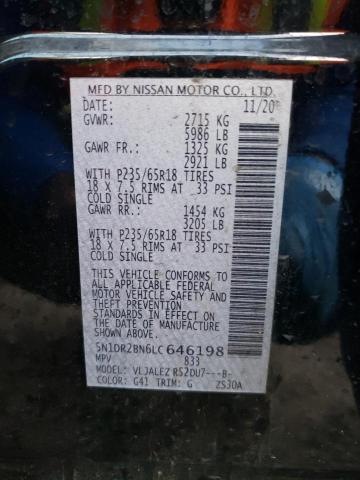 MFD BY NISSAN MOTOR CO., LTD.
DATE: 11/20
GVWR: 2715 KG
5986 LB
GAWR FR: 1325 KG
2921 LB
WITH P235/65R18 TIRES
18 X 7.5 RIMS AT 33 PSI
COLD SINGLE
GAWR RR: 1454 KG
3205 LB
WITH P235/65R18 TIRES
18 X 7.5 RIMS AT 33 PSI
COLD SINGLE
THIS VEHICLE CONFORMS TO
ALL APPLICABLE FEDERAL
MOTOR VEHICLE SAFETY
AND THEFT PREVENTION
STANDARDS IN EFFECT ON
THE DATE OF MANUFACTURE
SHOWN ABOVE.
5N1DR2BN6LC646198
MPV 833
MODEL: VLJALEZ R52DU7---B-
COLOR: G41 TRIM: G ZS30A